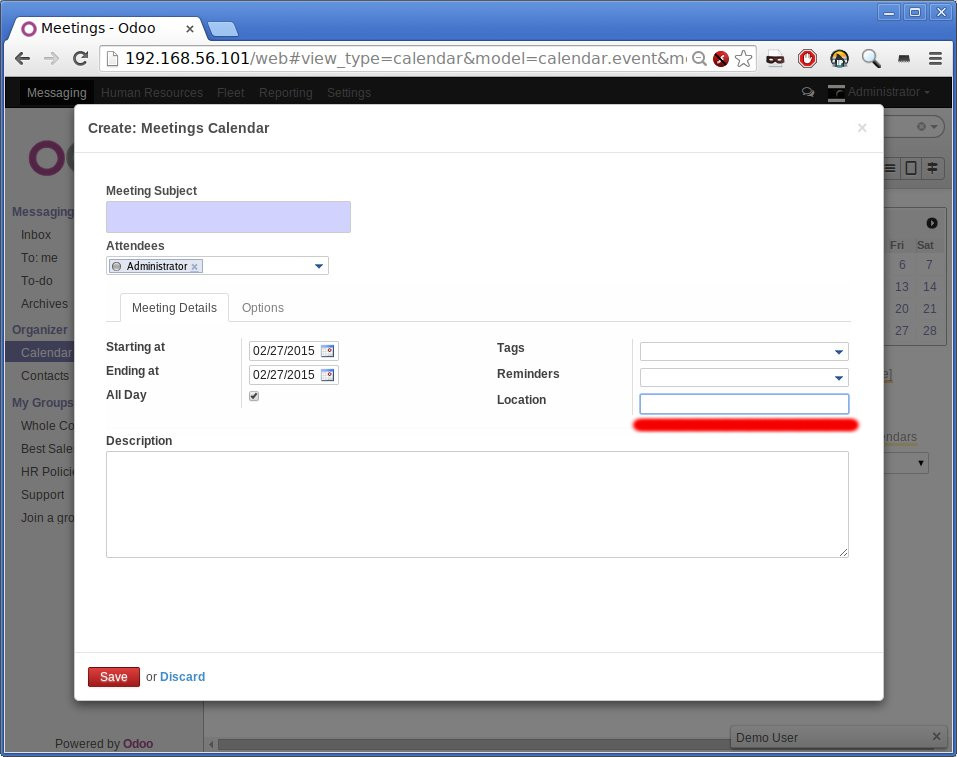 Meetings - Odoo
192.168.56.101/web#view_type=calendar&model=calendar.event&m
Messaging Human Resources Fleet Reporting Settings Administrator
Create: Meetings Calendar
Meeting Subject
Attendees
Administrator
Meeting Details Options
Starting at 02/27/2015
Ending at 02/27/2015
All Day
Tags
Reminders
Location
Description
Save or Discard
Messaging
Inbox
To: me
To-do
Archives
Organizer
Calendar
Contacts
My Groups
Whole Co
Best Sale
HR Policie
Support
Join a gro
Powered by Odoo
Fri Sat
6 7
13 14
20 21
27 28
e]
ndars
Demo User